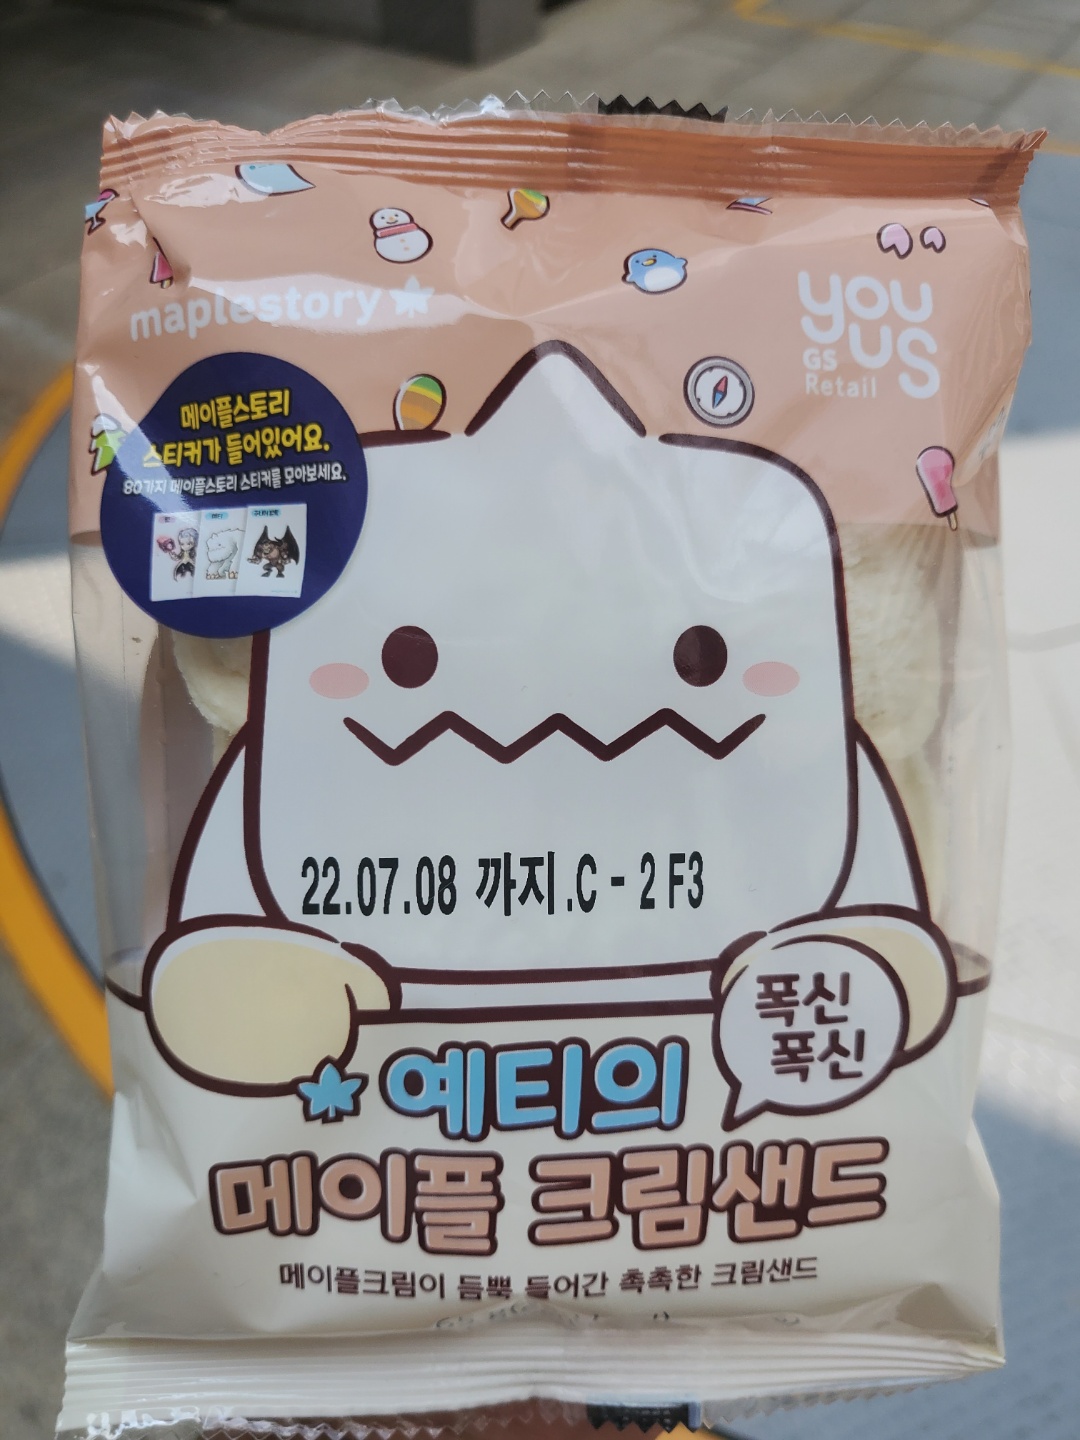 maplestory
you
us
GS
Retail
메이플스토리
스티커가 들어있어요.
80가지 메이플스토리 스티커를 모아보세요.
22.07.08 까지.C - 2 F3
폭신
폭신
예티의
메이플 크림샌드
메이플크림이 듬뿍 들어간 촉촉한 크림샌드